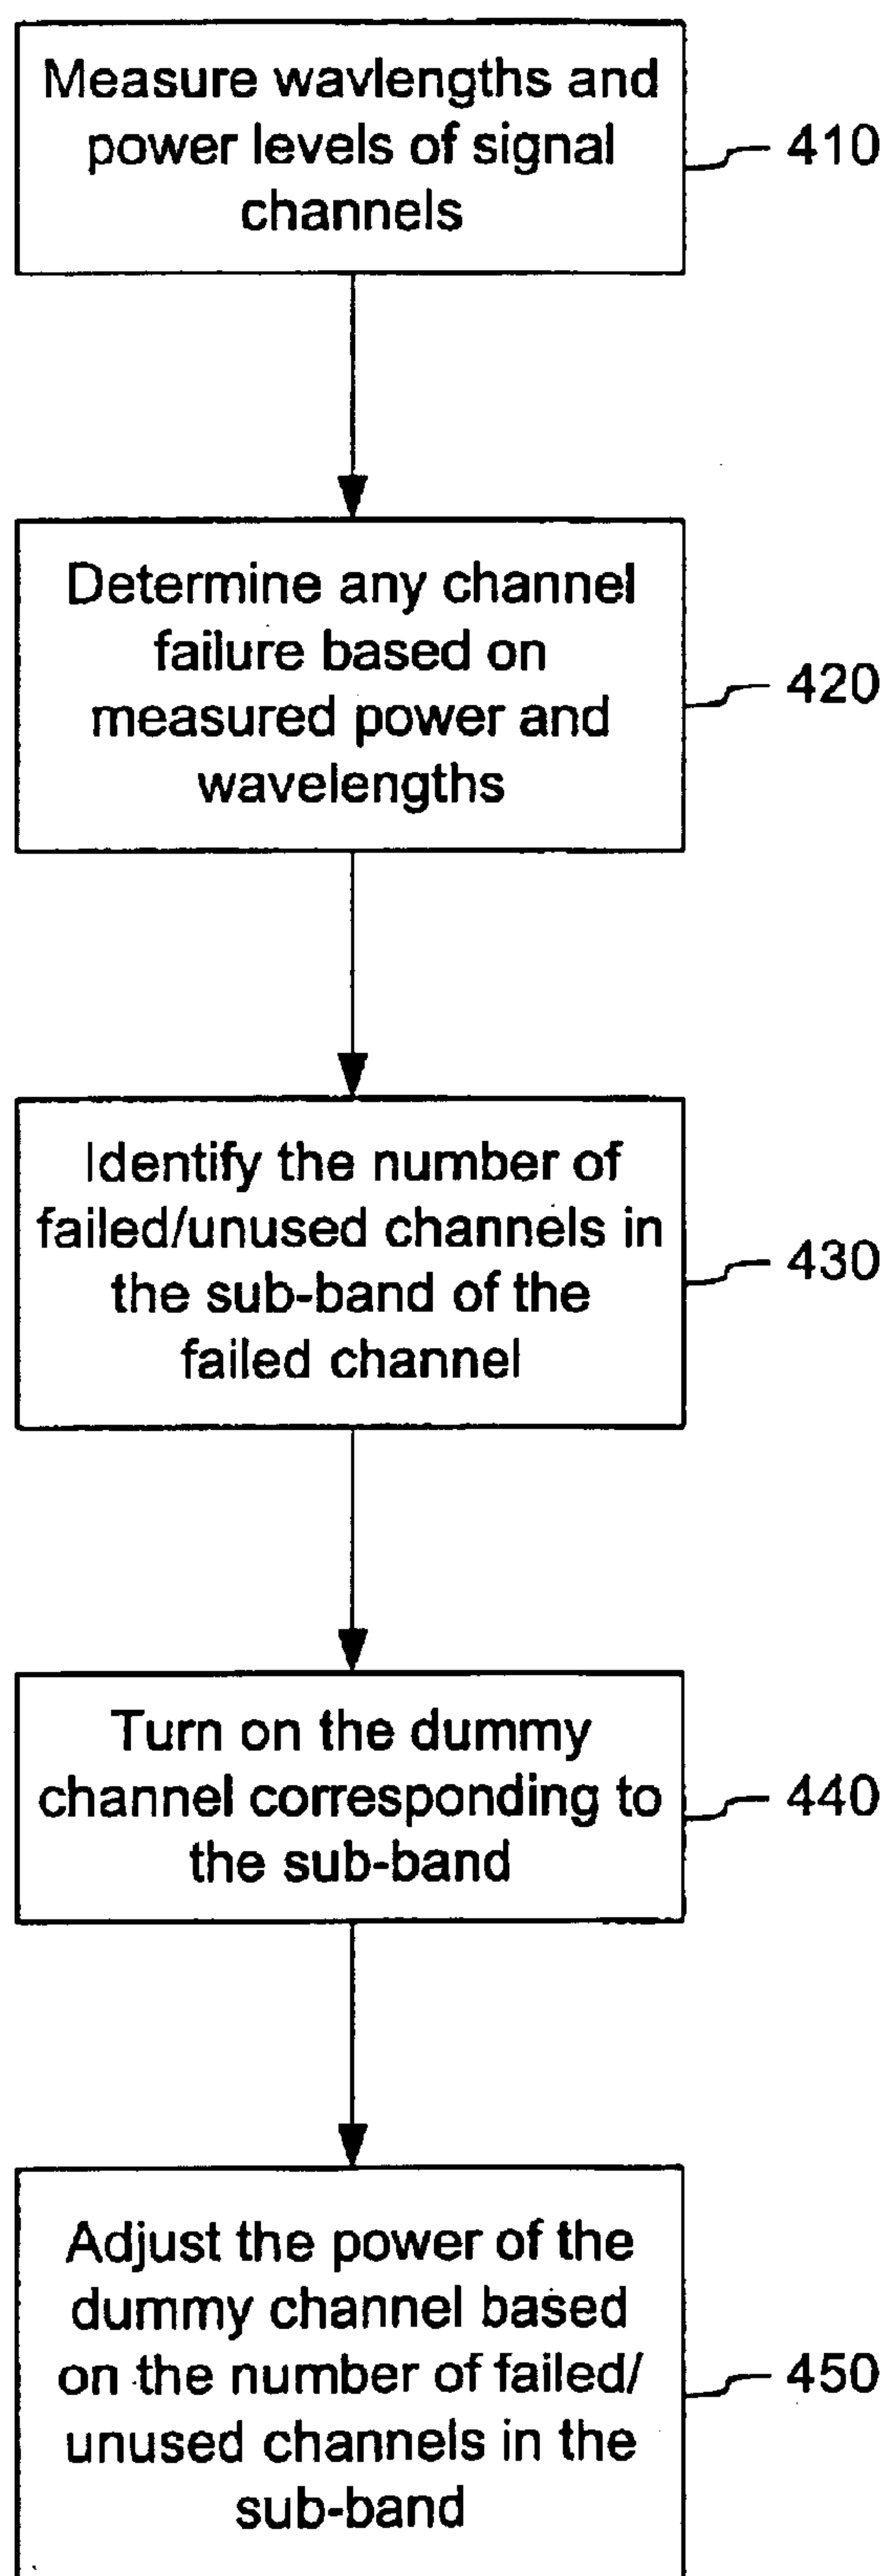 Measure wavlengths and
power levels of signal
channels
410
Determine any channel
failure based on
measured power and
wavelengths
420
Identify the number of
failed/unused channels in
the sub-band of the
failed channel
430
Turn on the dummy
channel corresponding to
the sub-band
440
Adjust the power of the
dummy channel based
on the number of failed/
unused channels in the
sub-band
450